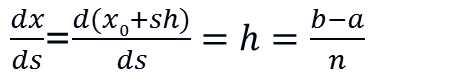 dx/ds = d(x₀+sh)/ds = h = b−a/n